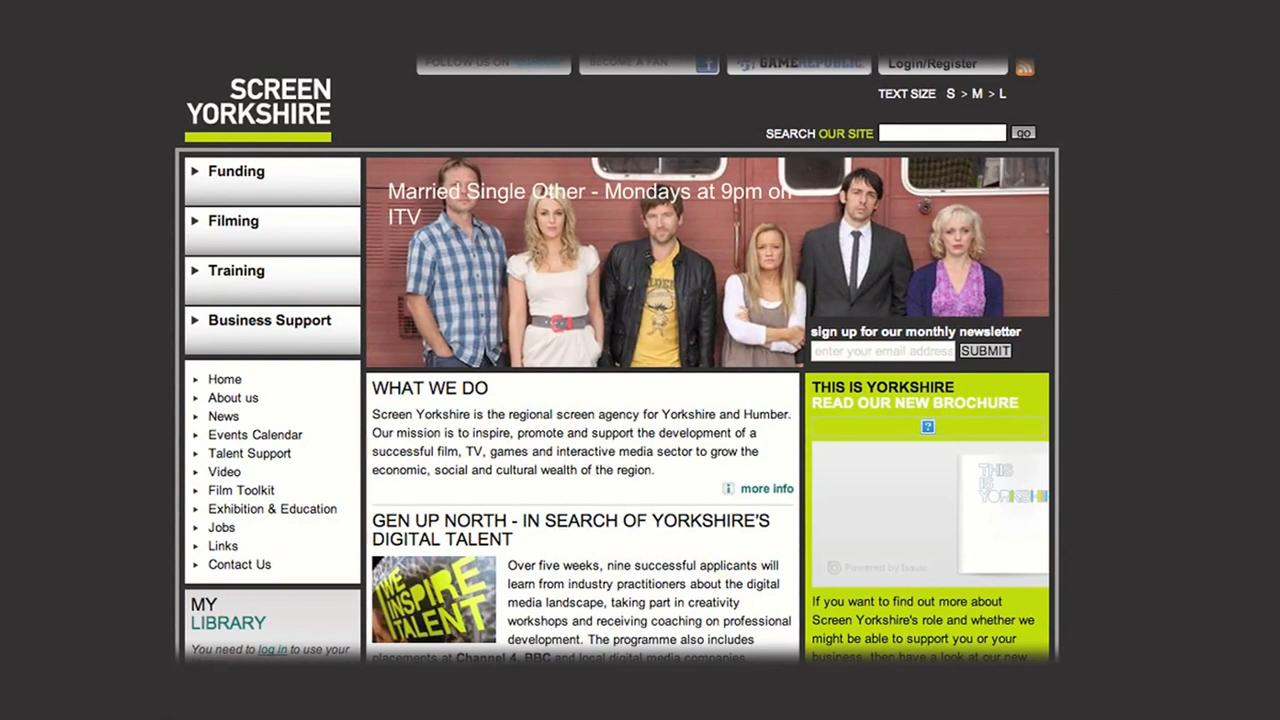 FOLLOW US ON
BECOME A FAN
GAMEREPUBLIC
Login/Register
SCREEN
YORKSHIRE
TEXT SIZE S > M > L
SEARCH OUR SITE
go
Funding
Filming
Training
Business Support
Home
About us
News
Events Calendar
Talent Support
Video
Film Toolkit
Exhibition & Education
Jobs
Links
Contact Us
MY
LIBRARY
You need to log in to use your
Married Single Other - Mondays at 9pm on
ITV
WHAT WE DO
Screen Yorkshire is the regional screen agency for Yorkshire and Humber.
Our mission is to inspire, promote and support the development of a
successful film, TV, games and interactive media sector to grow the
economic, social and cultural wealth of the region.
more info
GEN UP NORTH - IN SEARCH OF YORKSHIRE'S
DIGITAL TALENT
WE
INSPIRE
TALENT
Over five weeks, nine successful applicants will
learn from industry practitioners about the digital
media landscape, taking part in creativity
workshops and receiving coaching on professional
development. The programme also includes
placements at Channel 4, BBC and local digital media companies
sign up for our monthly newsletter
enter your email address
SUBMIT
THIS IS YORKSHIRE
READ OUR NEW BROCHURE
THIS
IS
YORKSHI
Powered by Issuu
If you want to find out more about
Screen Yorkshire's role and whether we
might be able to support you or your
business, then have a look at our new